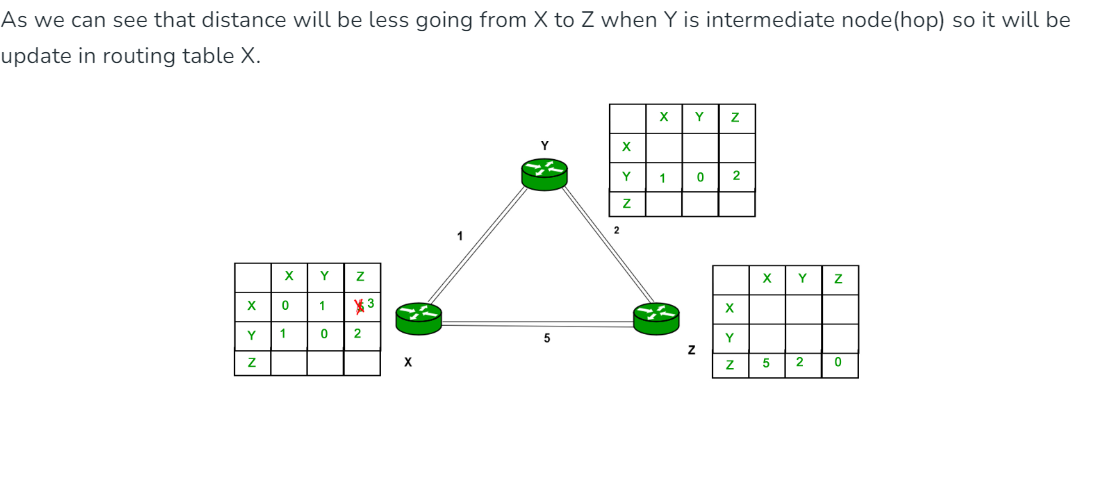 As we can see that distance will be less going from X to Z when Y is intermediate node(hop) so it will be
update in routing table X.
X Y Z
Y
X
Y 1 0 2
Z
2
1
X Y Z
X 0 1 5 3
Y 1 0 2
Z
X
5
Z
X Y Z
X
Y
Z 5 2 0